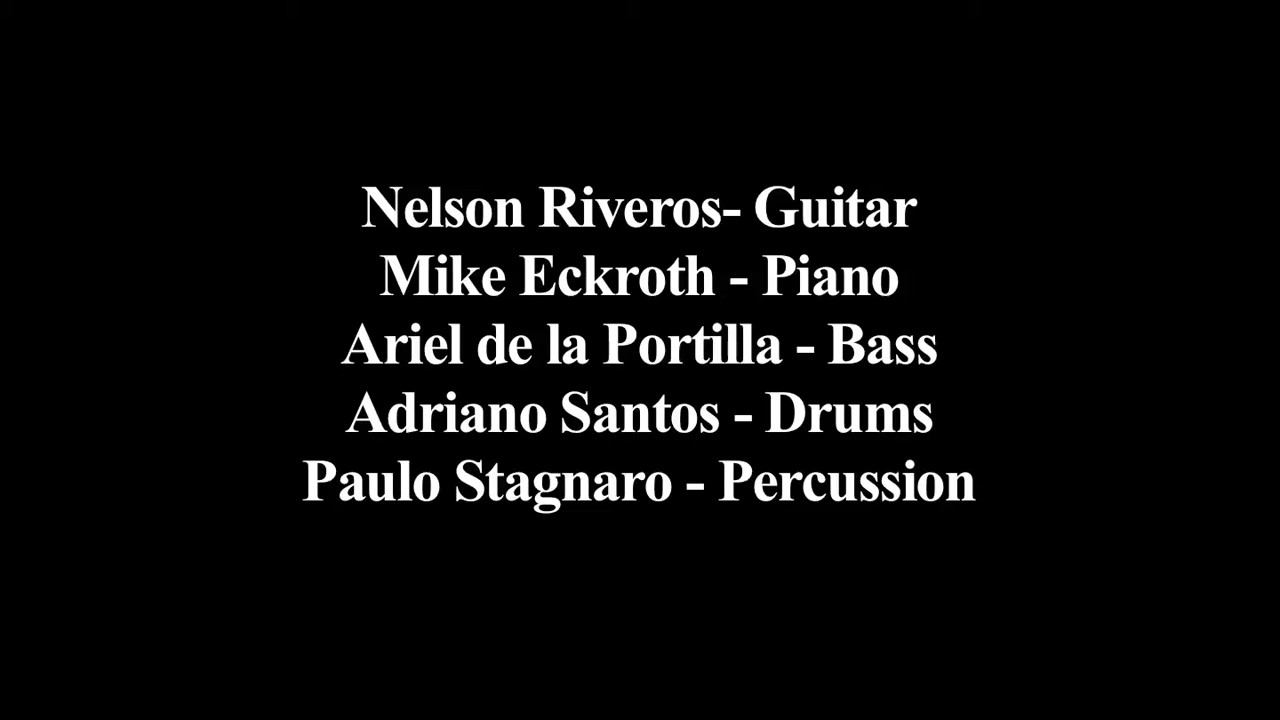 Nelson Riveros- Guitar
Mike Eckroth - Piano
Ariel de la Portilla - Bass
Adriano Santos - Drums
Paulo Stagnaro - Percussion